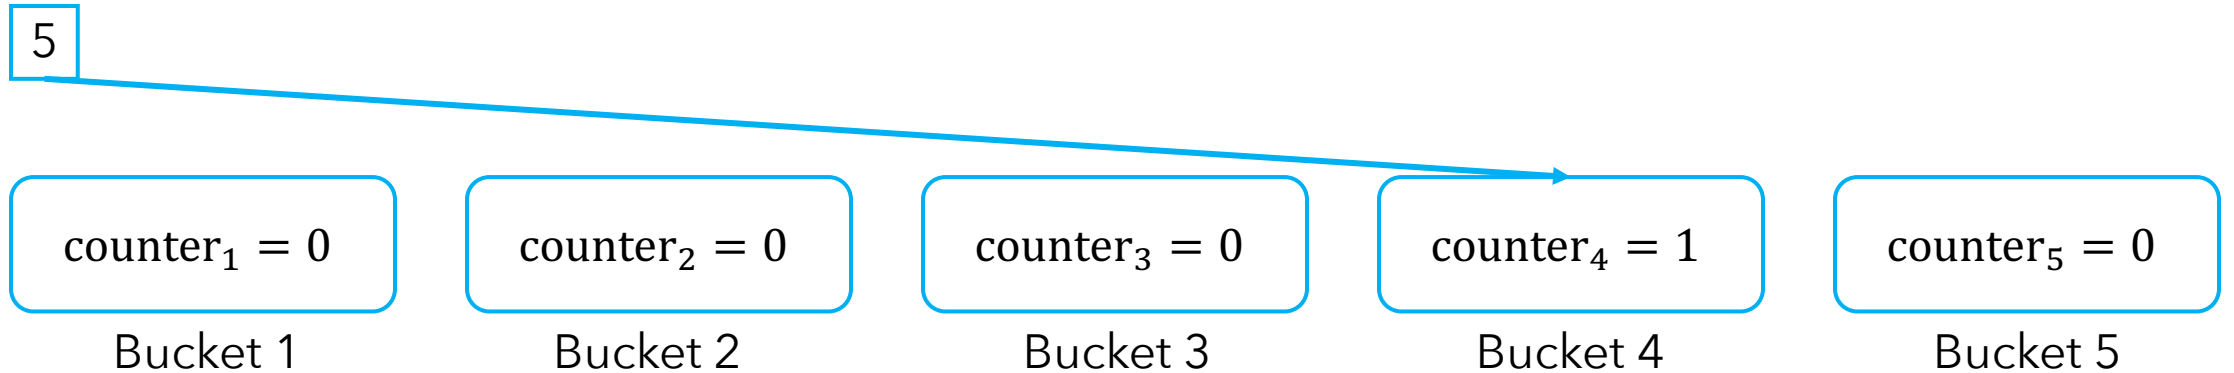 5
counter₁ = 0 counter₂ = 0 counter₃ = 0 counter₄ = 1 counter₅ = 0
Bucket 1 Bucket 2 Bucket 3 Bucket 4 Bucket 5